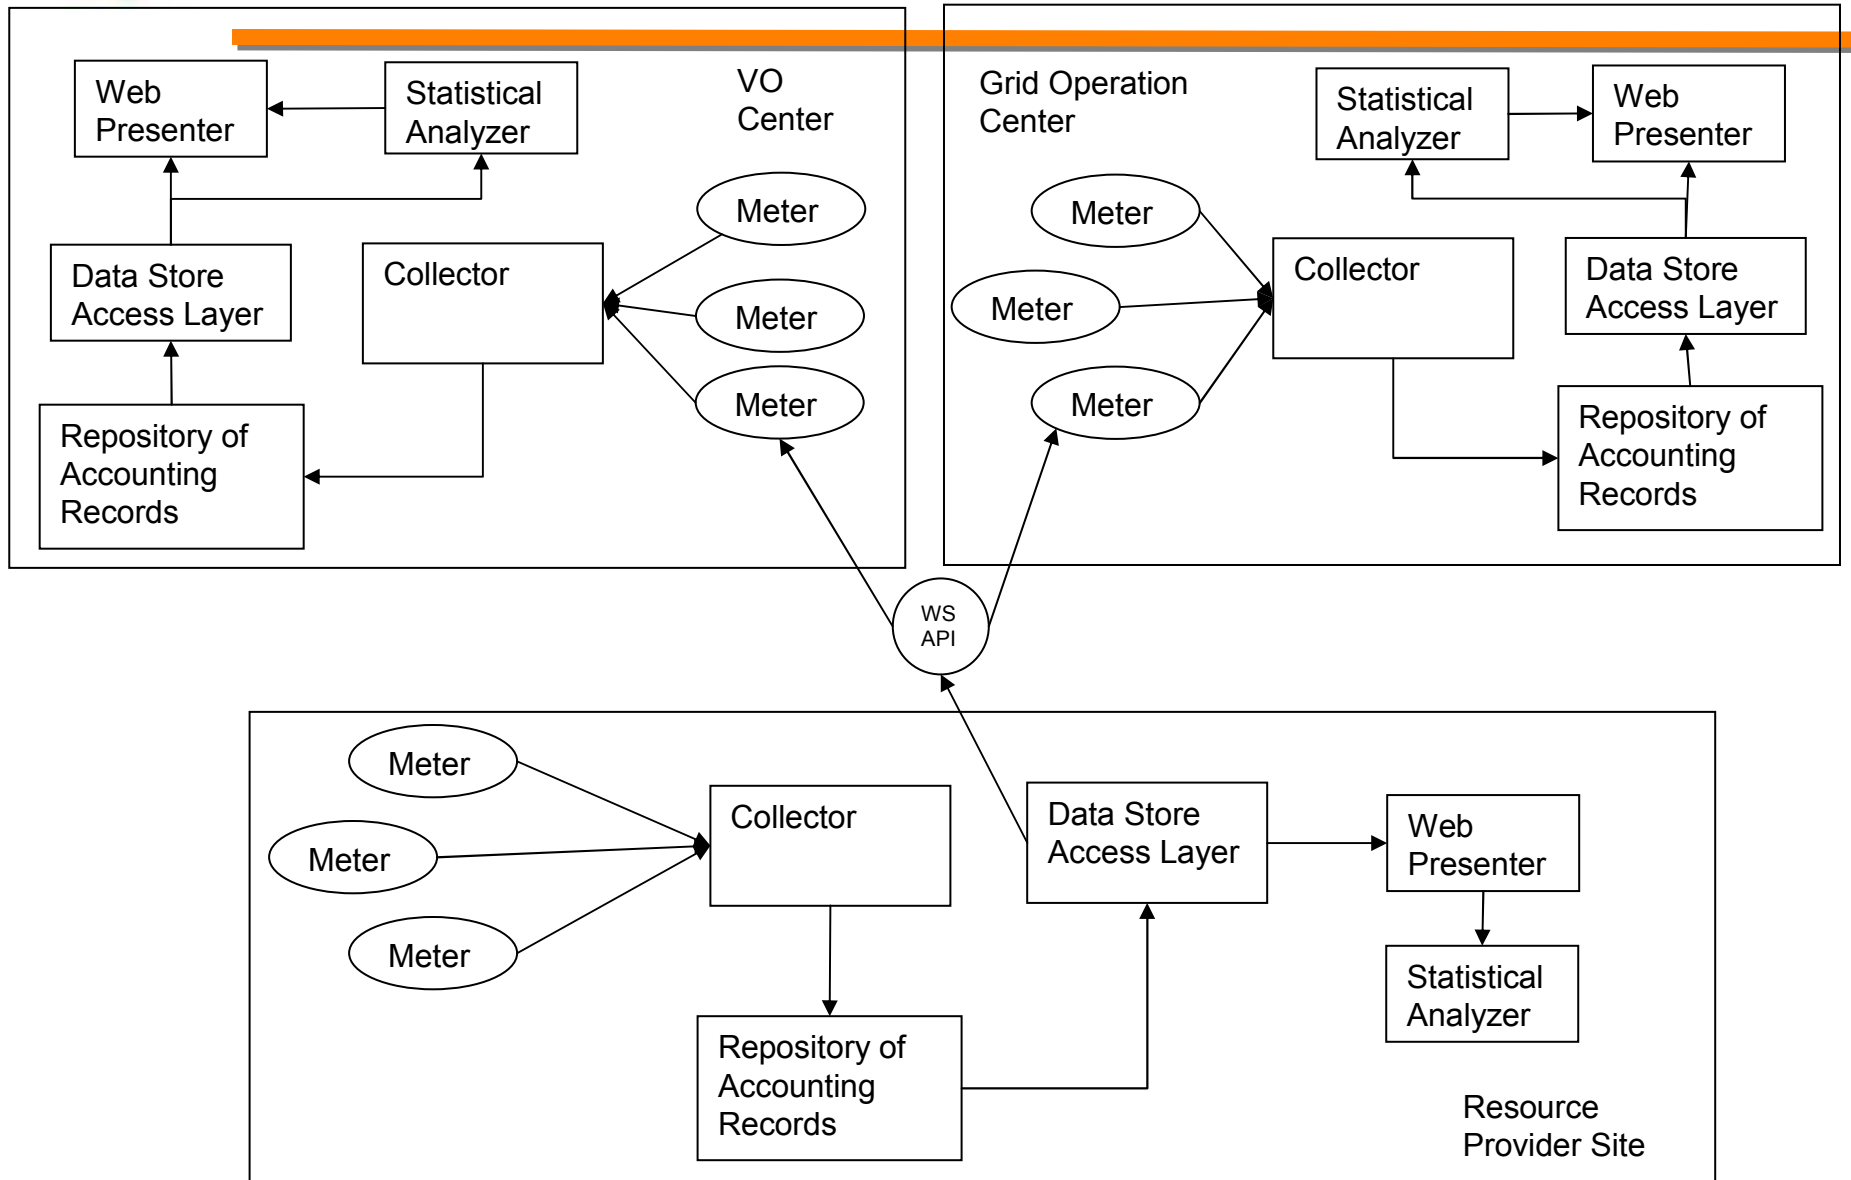 Web
Presenter
Statistical
Analyzer
VO
Center
Meter
Data Store
Access Layer
Collector
Meter
Meter
Repository of
Accounting
Records
Grid Operation
Center
Statistical
Analyzer
Web
Presenter
Meter
Meter
Meter
Collector
Data Store
Access Layer
Repository of
Accounting
Records
WS
API
Meter
Meter
Meter
Collector
Data Store
Access Layer
Web
Presenter
Statistical
Analyzer
Repository of
Accounting
Records
Resource
Provider Site